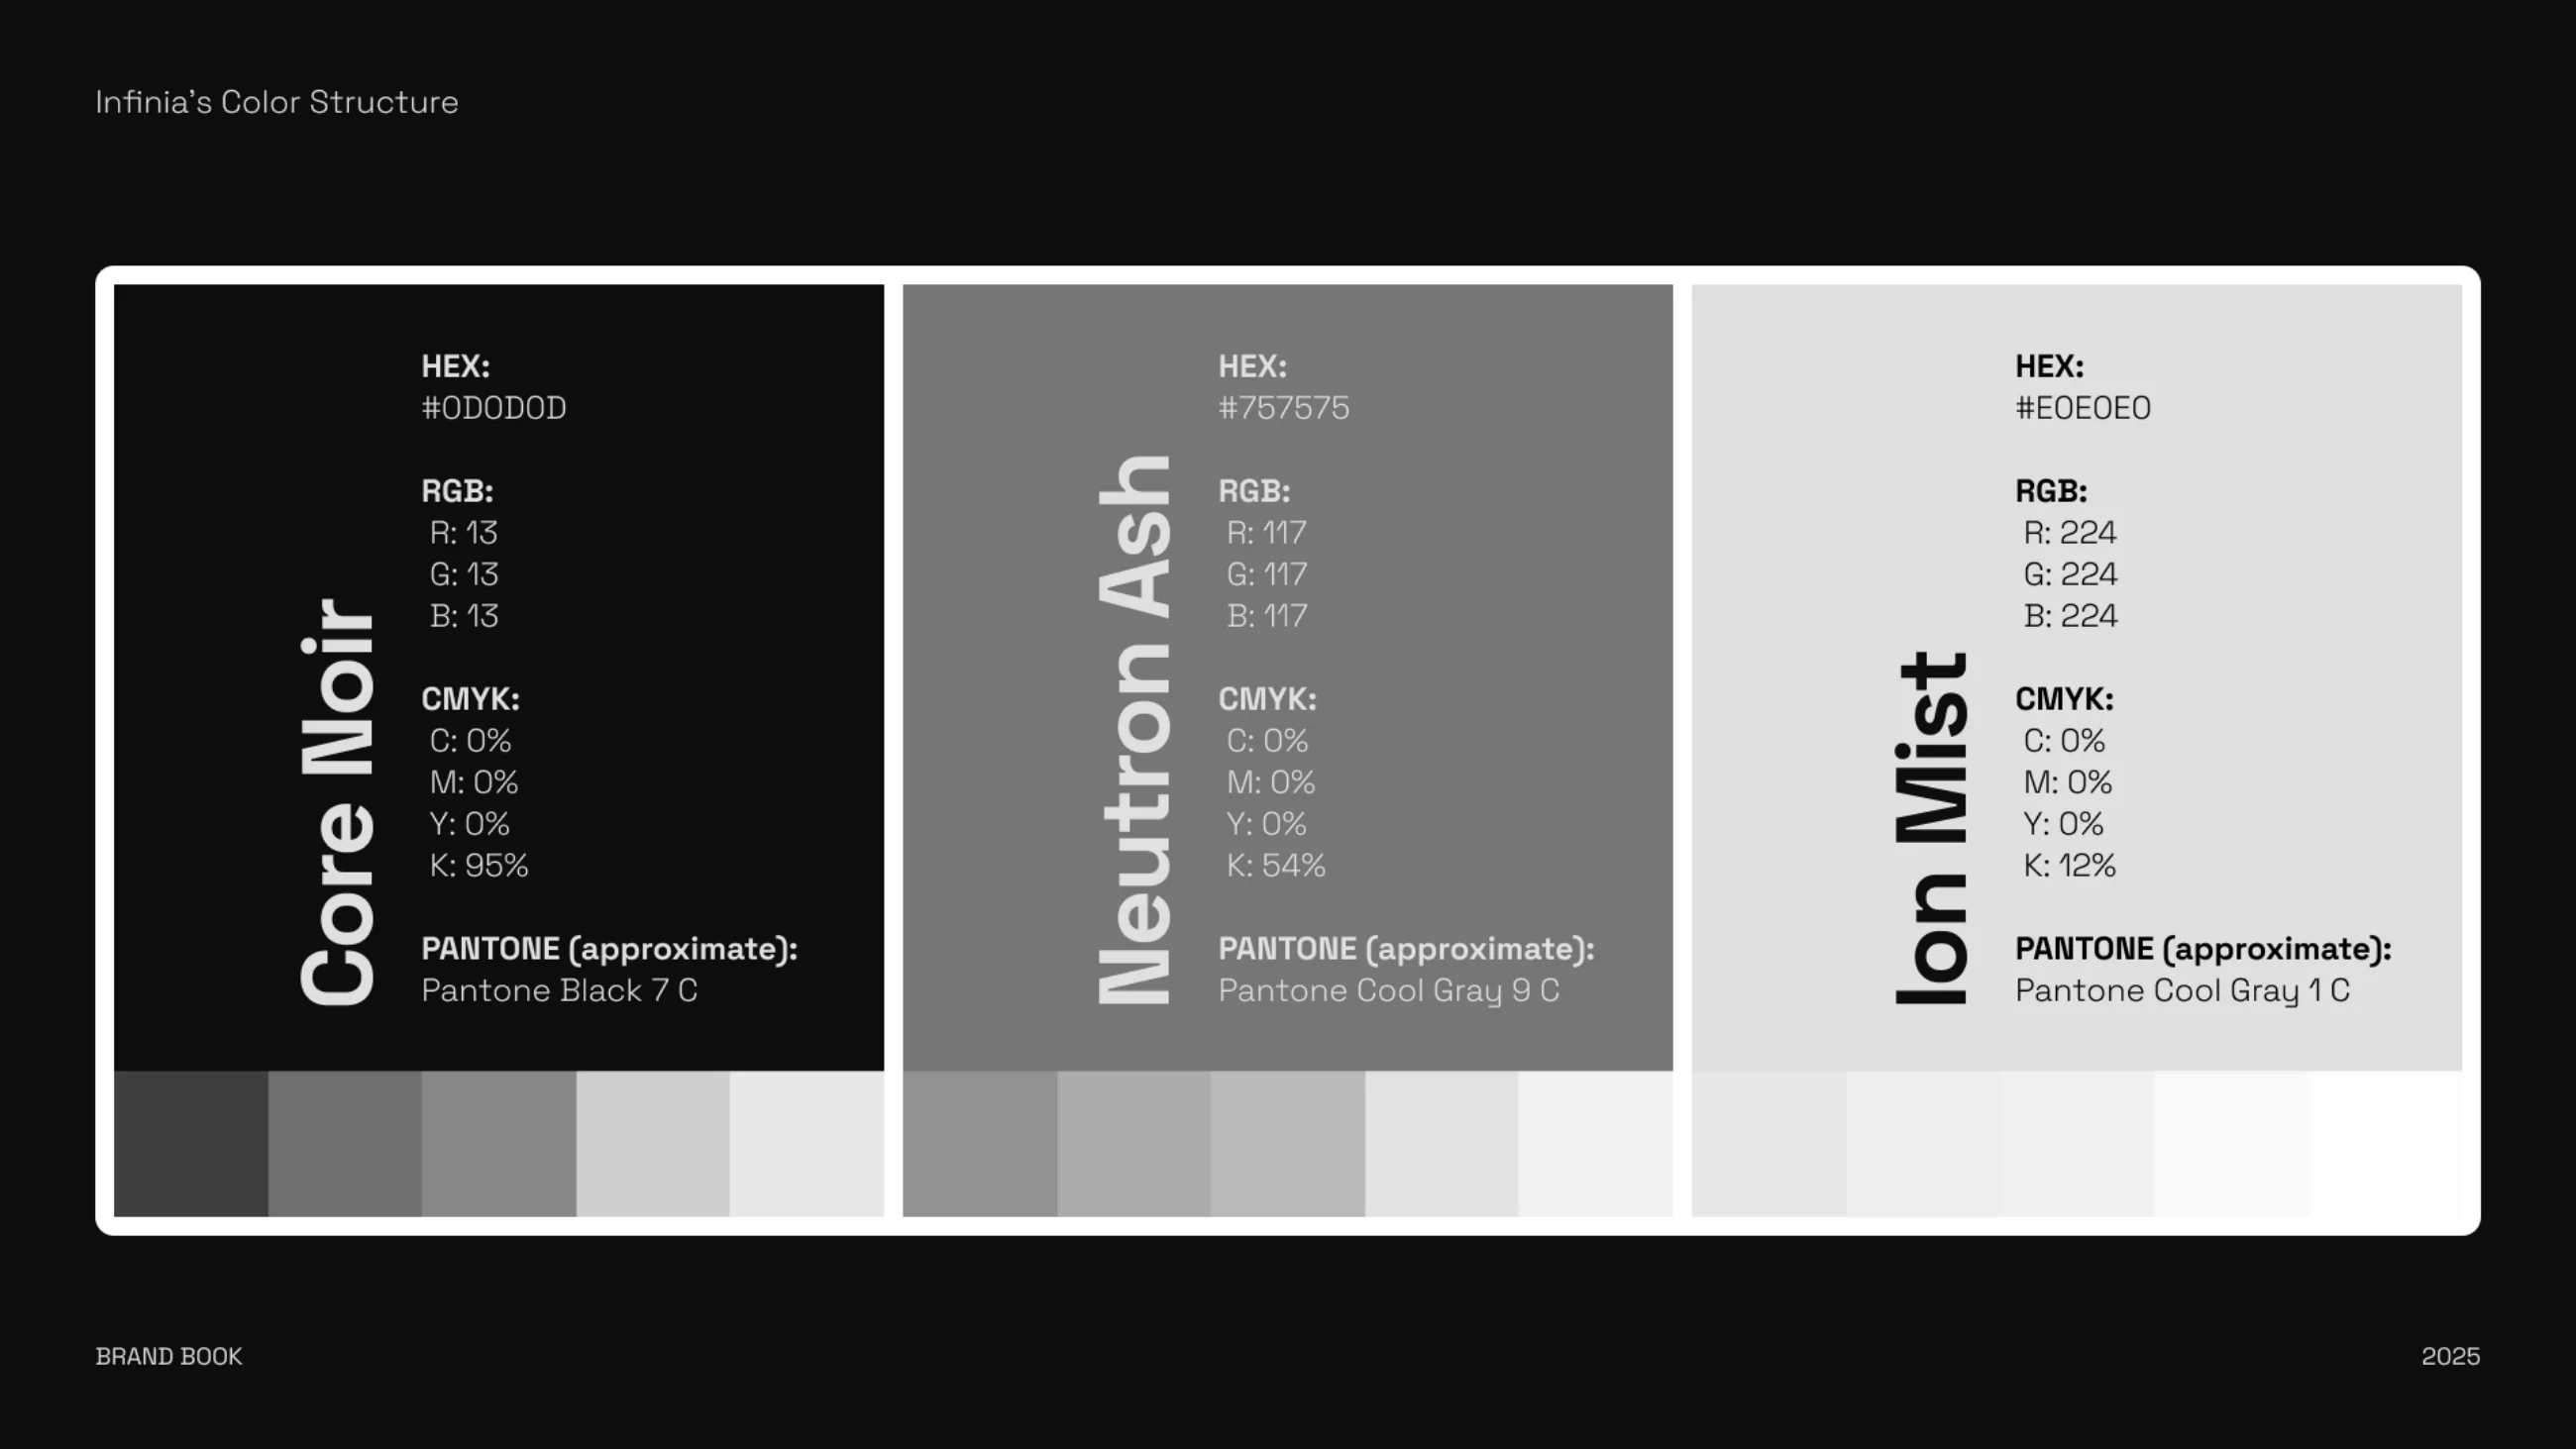 Infinia’s Color Structure
Core Noir
HEX:
#0D0D0D
RGB:
R: 13
G: 13
B: 13
CMYK:
C: 0%
M: 0%
Y: 0%
K: 95%
PANTONE (approximate):
Pantone Black 7 C
Neutron Ash
HEX:
#757575
RGB:
R: 117
G: 117
B: 117
CMYK:
C: 0%
M: 0%
Y: 0%
K: 54%
PANTONE (approximate):
Pantone Cool Gray 9 C
Ion Mist
HEX:
#E0E0E0
RGB:
R: 224
G: 224
B: 224
CMYK:
C: 0%
M: 0%
Y: 0%
K: 12%
PANTONE (approximate):
Pantone Cool Gray 1 C
BRAND BOOK
2025